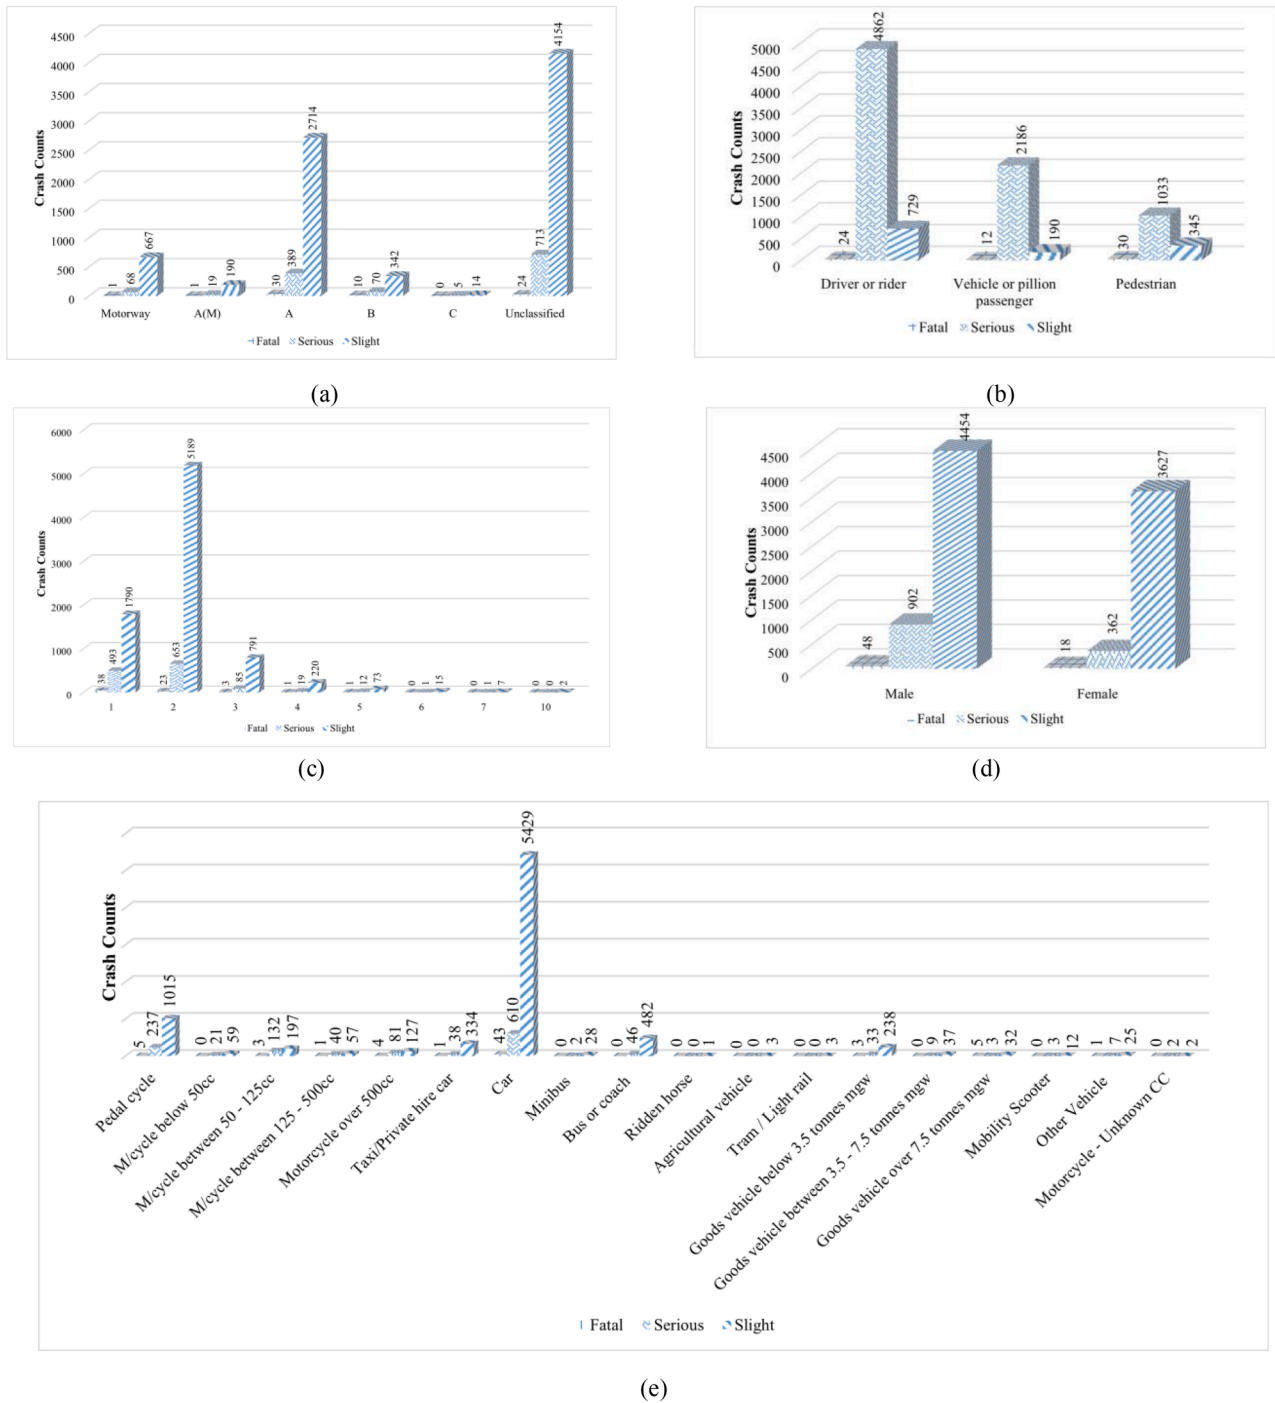 4500
4000
3500
3000
2500
2000
1500
1000
500
0
Crash Counts
1 68 667
1 19 190
30 389 2714
10 70 342
0 5 14
24 713 4154
Motorway A(M) A B C Unclassified
Fatal Serious Slight
(a)
5000
4500
4000
3500
3000
2500
2000
1500
1000
500
0
Crash Counts
24 4862 729
12 2186 190
30 1033 345
Driver or rider Vehicle or pillion passenger Pedestrian
Fatal Serious Slight
(b)
6000
5000
4000
3000
2000
1000
0
Crash Counts
38 493 1790
23 653 5189
3 85 791
1 19 220
1 12 73
0 1 15
0 1 7
0 0 2
1 2 3 4 5 6 7 10
Fatal Serious Slight
(c)
4500
4000
3500
3000
2500
2000
1500
1000
500
0
Crash Counts
48 902 4454
18 362 3627
Male Female
Fatal Serious Slight
(d)
Crash Counts
5 237 1015
0 21 59
3 132 197
1 40 57
4 81 127
1 38 334
43 610 5429
0 2 28
0 46 482
0 0 1
0 0 3
0 0 3
3 33 238
0 9 37
5 3 32
0 3 12
1 7 25
0 2 2
Pedal cycle
M/cycle below 50cc
M/cycle between 50 - 125cc
M/cycle between 125 - 500cc
Motorcycle over 500cc
Taxi/Private hire car
Car
Minibus
Bus or coach
Ridden horse
Agricultural vehicle
Tram / Light rail
Goods vehicle below 3.5 tonnes mgw
Goods vehicle between 3.5 - 7.5 tonnes mgw
Goods vehicle over 7.5 tonnes mgw
Mobility Scooter
Other Vehicle
Motorcycle - Unknown CC
Fatal Serious Slight
(e)